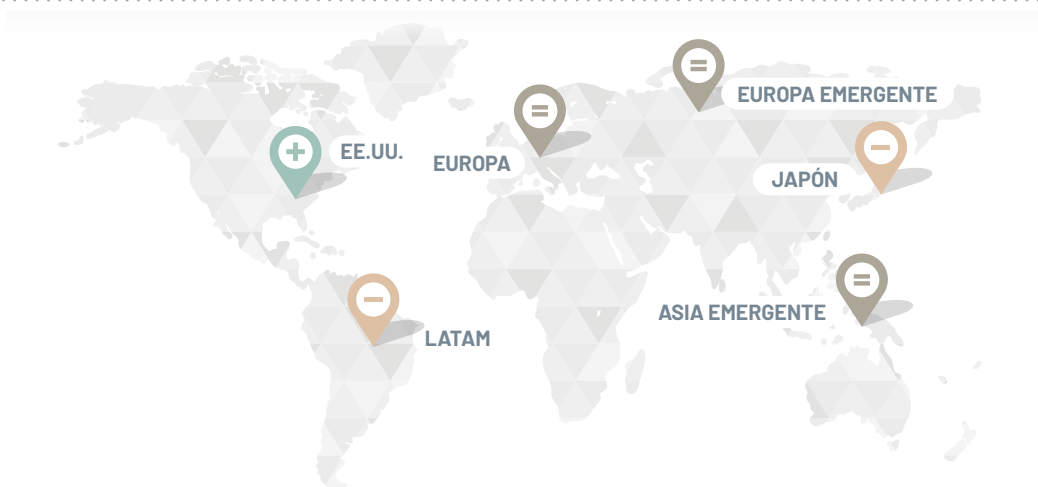 =
EUROPA EMERGENTE
=
+
EE.UU.
EUROPA
−
JAPÓN
=
ASIA EMERGENTE
−
LATAM